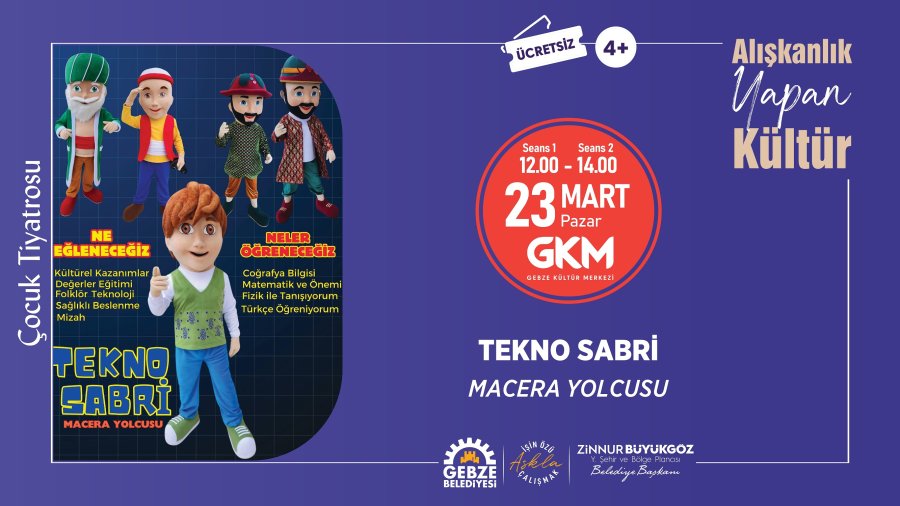 Çocuk Tiyatrosu
NE
EĞLENECEĞİZ
Kültürel Kazanımlar
Değerler Eğitimi
Folklör Teknoloji
Sağlıklı Beslenme
Mizah
NELER
ÖĞRENECEĞİZ
Coğrafya Bilgisi
Matematik ve Önemi
Fizik ile Tanışıyorum
Türkçe Öğreniyorum
TEKNO
SABRİ
MACERA YOLCUSU
ÜCRETSİZ
4+
Alışkanlık
Yapan
Kültür
Seans 1 Seans 2
12.00 - 14.00
23 MART
Pazar
GKM
GEBZE KÜLTÜR MERKEZİ
TEKNO SABRİ
MACERA YOLCUSU
GEBZE
BELEDİYESİ
İŞİN ÖZÜ
Aşkla
ÇALIŞMAK
ZİNNUR BÜYÜKGÖZ
Y. Şehir ve Bölge Plancısı
Belediye Başkanı